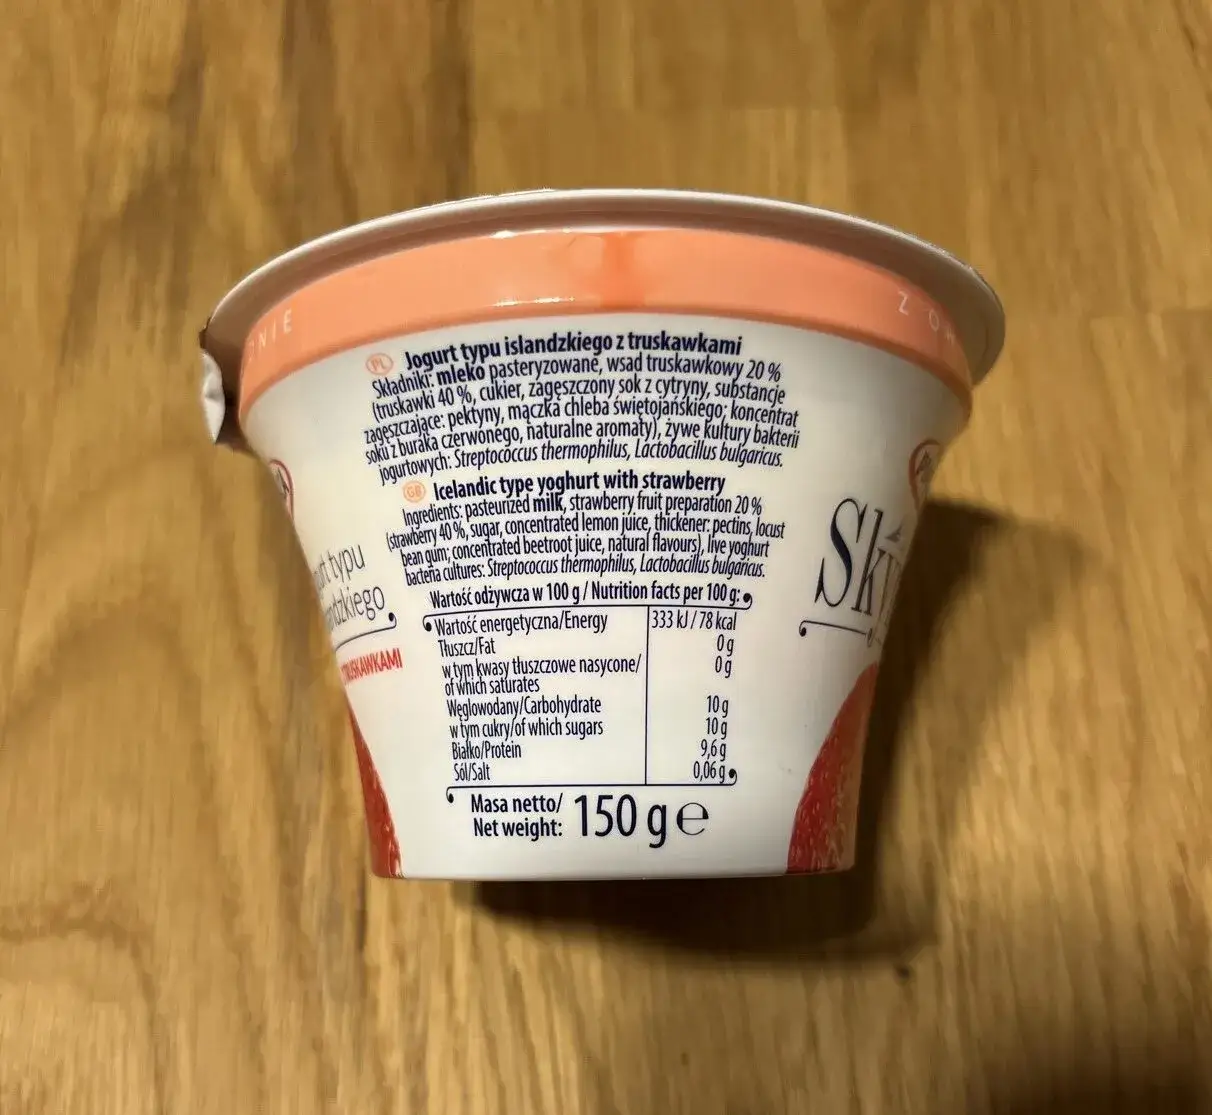 NIE
Z O
PL Jogurt typu islandzkiego z truskawkami
Składniki: mleko pasteryzowane, wsad truskawkowy 20 %
(truskawki 40 %, cukier, zagęszczony sok z cytryny, substancje
zagęszczające: pektyny, mączka chleba świętojańskiego; koncentrat
soku z buraka czerwonego, naturalne aromaty), żywe kultury bakterii
jogurtowych: Streptococcus thermophilus, Lactobacillus bulgaricus.
GB Icelandic type yoghurt with strawberry
Ingredients: pasteurized milk, strawberry fruit preparation 20 %
(strawberry 40 %, sugar, concentrated lemon juice, thickener: pectins, locust
bean gum; concentrated beetroot juice, natural flavours), live yoghurt
bacteria cultures: Streptococcus thermophilus, Lactobacillus bulgaricus.
Wartość odżywcza w 100 g / Nutrition facts per 100 g:
Wartość energetyczna/Energy 333 kJ / 78 kcal
Tłuszcz/Fat 0 g
w tym kwasy tłuszczowe nasycone/ 0 g
of which saturates
Węglowodany/Carbohydrate 10 g
w tym cukry/of which sugars 10 g
Białko/Protein 9,6 g
Sól/Salt 0,06 g
Masa netto/
Net weight: 150 g e
typu
TRUSKAWKAMI
Sky